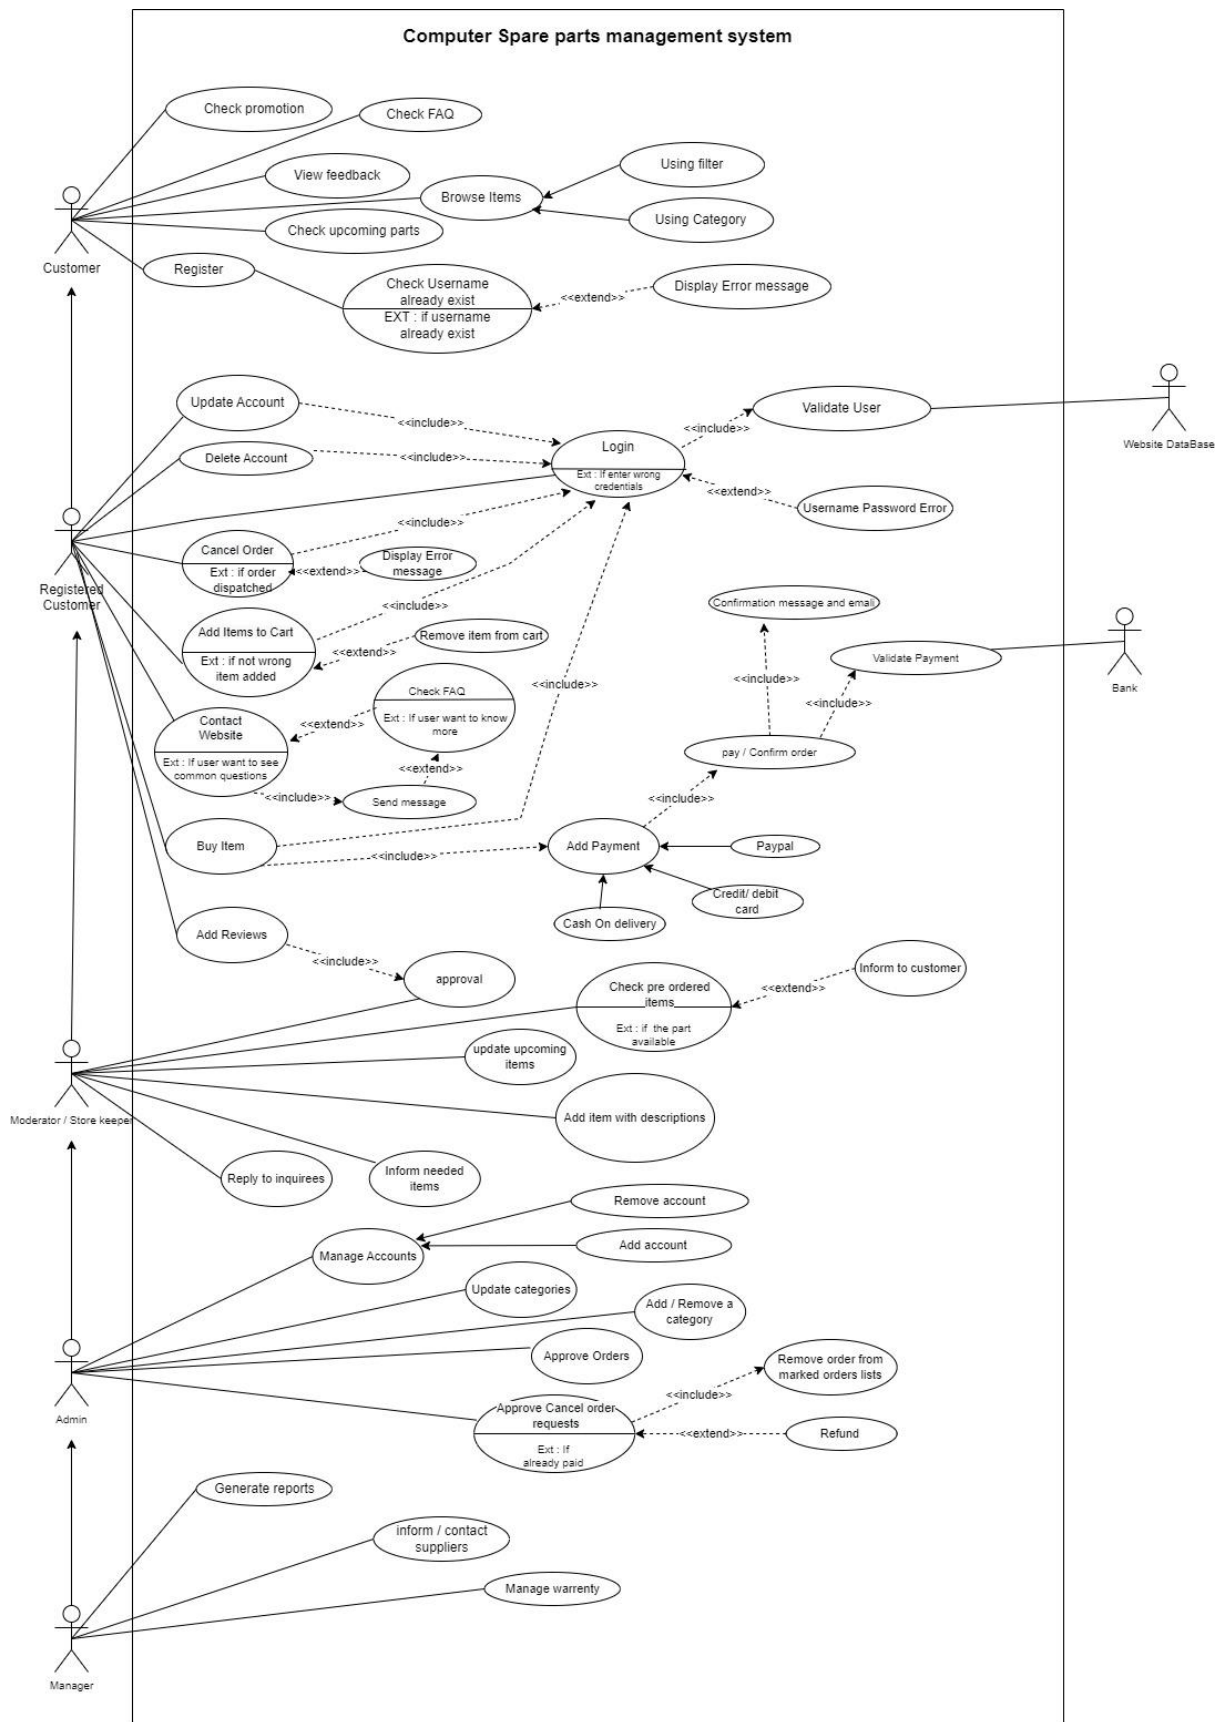 Computer Spare parts management system
Check promotion
Check FAQ
Using filter
View feedback
Browse Items
Using Category
Check upcoming parts
Customer
Register
Check Username
already exist
EXT : if username
already exist
<<extend>>
Display Error message
Update Account
<<include>>
Validate User
<<include>>
Website DataBase
Delete Account
<<include>>
Login
Ext : If enter wrong
credentials
<<extend>>
Username Password Error
<<include>>
Cancel Order
Ext : if order
dispatched
<<extend>>
Display Error
message
Registered
Customer
<<include>>
Confirmation message and emali
Add Items to Cart
Ext : if not wrong
item added
<<extend>>
Remove item from cart
Validate Payment
Bank
<<include>>
<<include>>
<<include>>
Check FAQ
Ext : If user want to know
more
Contact
Website
Ext : If user want to see
common questions
<<extend>>
<<extend>>
pay / Confirm order
<<include>>
Send message
<<include>>
Buy Item
<<include>>
Add Payment
Paypal
Credit/ debit
card
Cash On delivery
Add Reviews
<<include>>
approval
Check pre ordered
items
Ext : if the part
available
<<extend>>
Inform to customer
update upcoming
items
Moderator / Store keeper
Add item with descriptions
Reply to inquirees
Inform needed
items
Remove account
Manage Accounts
Add account
Update categories
Add / Remove a
category
Approve Orders
Remove order from
marked orders lists
<<include>>
Admin
Approve Cancel order
requests
Ext : If
already paid
<<extend>>
Refund
Generate reports
inform / contact
suppliers
Manage warrenty
Manager